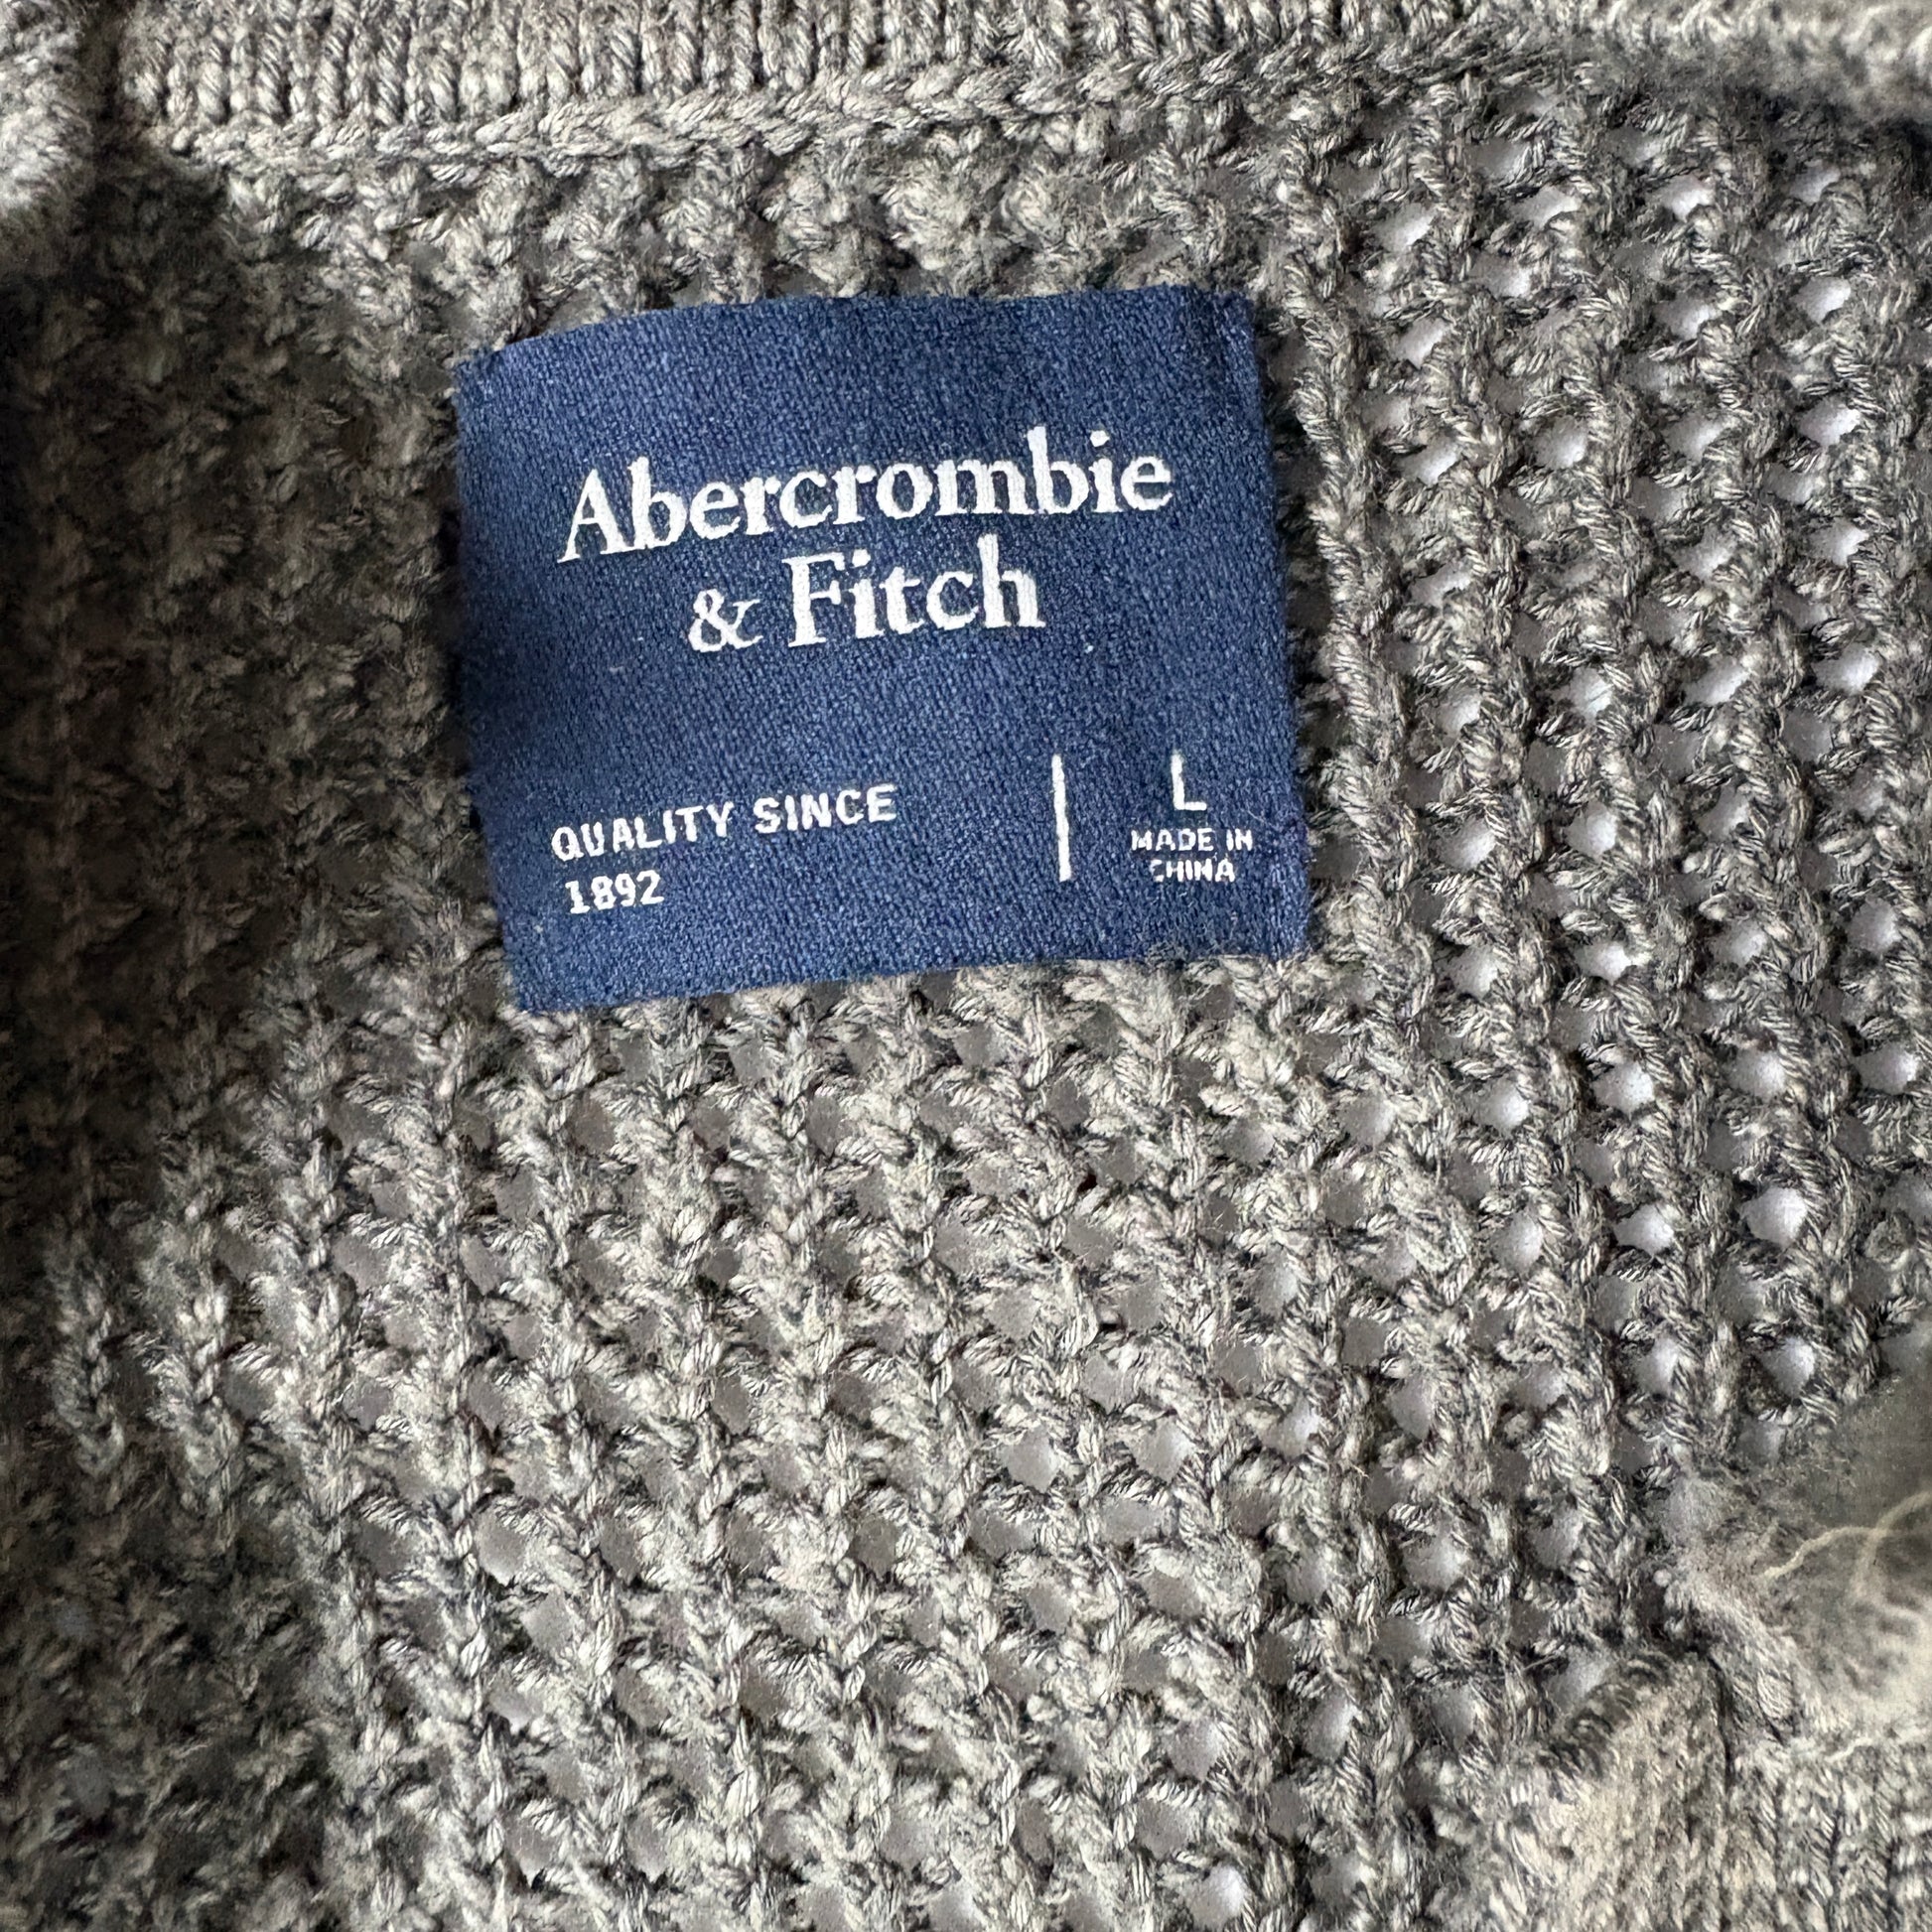 Abercrombie
& Fitch
QUALITY SINCE
1892
L
MADE IN
CHINA